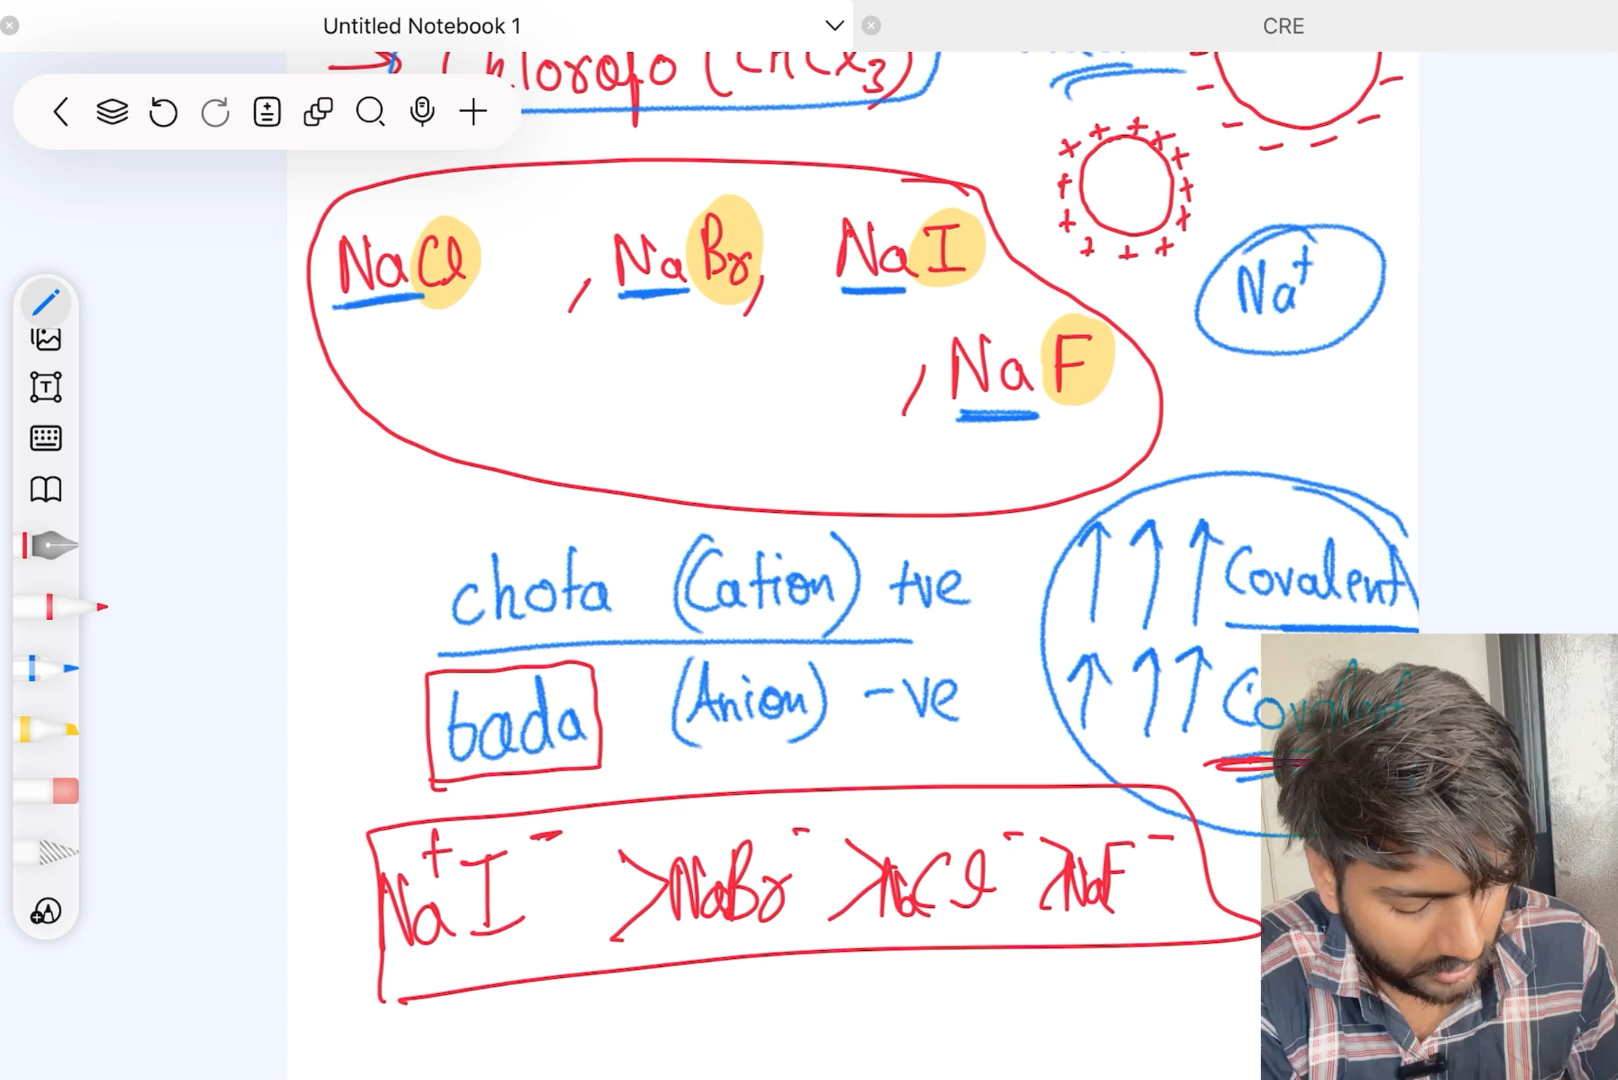 Untitled Notebook 1
CRE
→ Chlorofo (CHCl3)
NaCl , NaBr, NaI
, NaF
Na+
chota (Cation) +ve
bada (Anion) -ve
↑ ↑ ↑ Covalent
↑ ↑ ↑ Covalent
Na+ I- > NaBr- > NaCl- > NaF-